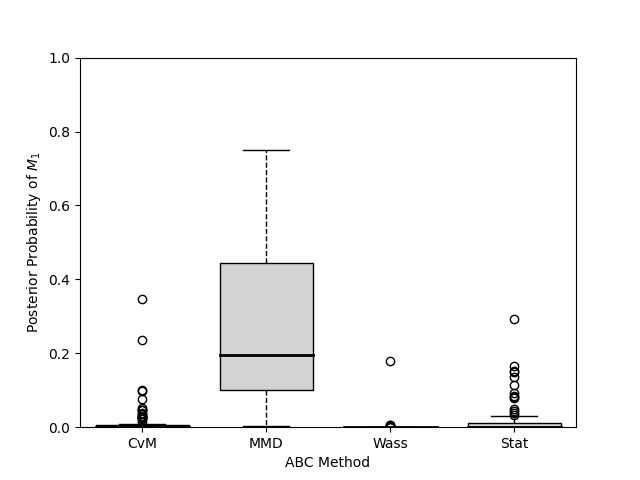 1.0
0.8
0.6
0.4
0.2
0.0
Posterior Probability of M₁
CvM
MMD
Wass
Stat
ABC Method